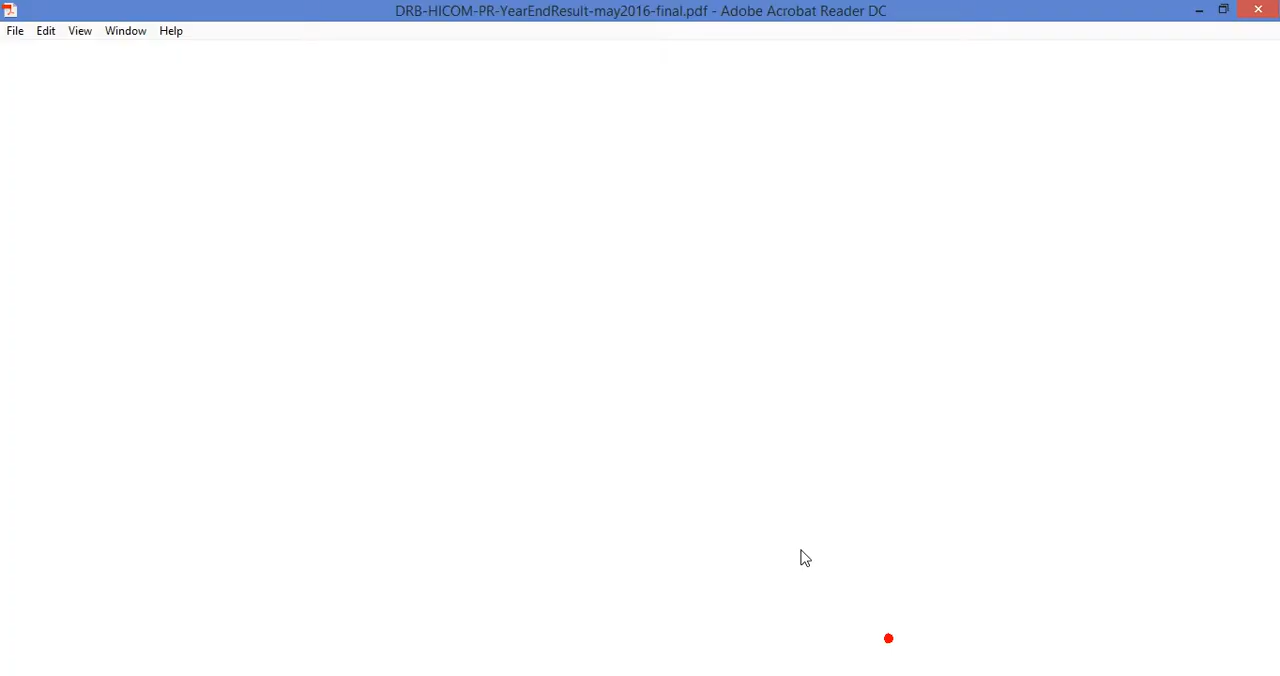 DRB-HICOM-PR-YearEndResult-may2016-final.pdf - Adobe Acrobat Reader DC
File Edit View Window Help